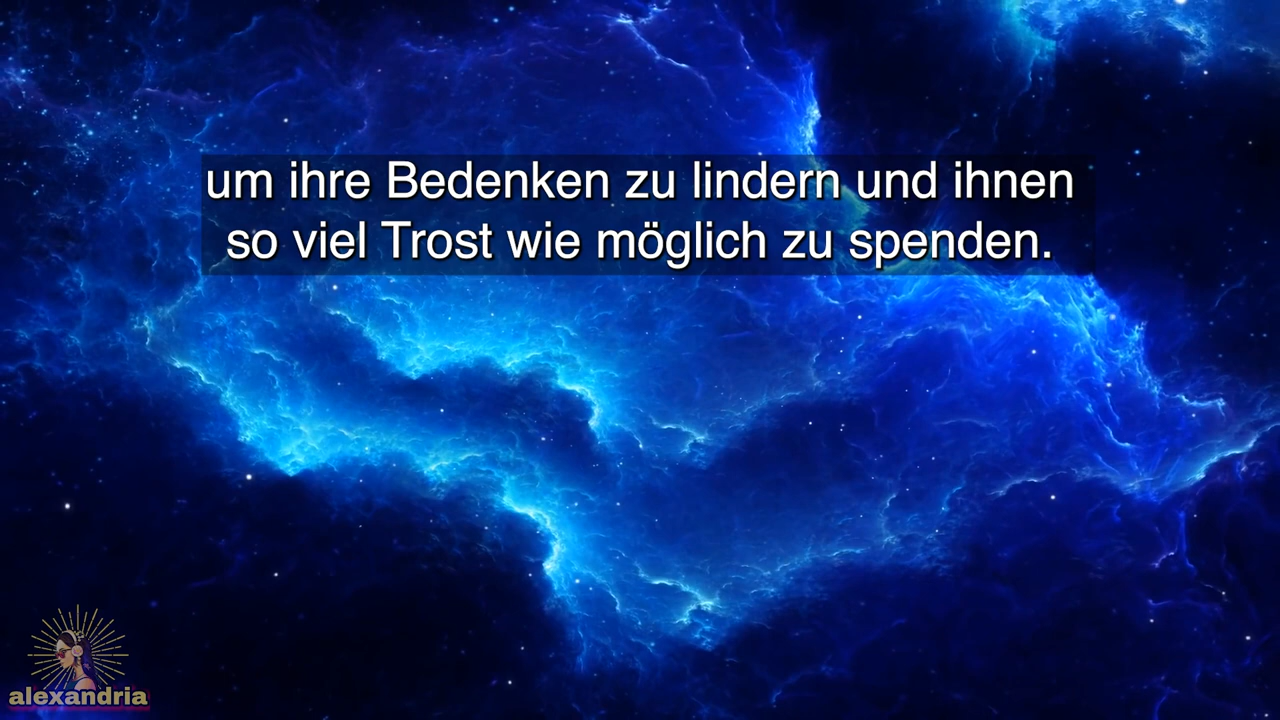 um ihre Bedenken zu lindern und ihnen
so viel Trost wie möglich zu spenden.
alexandria